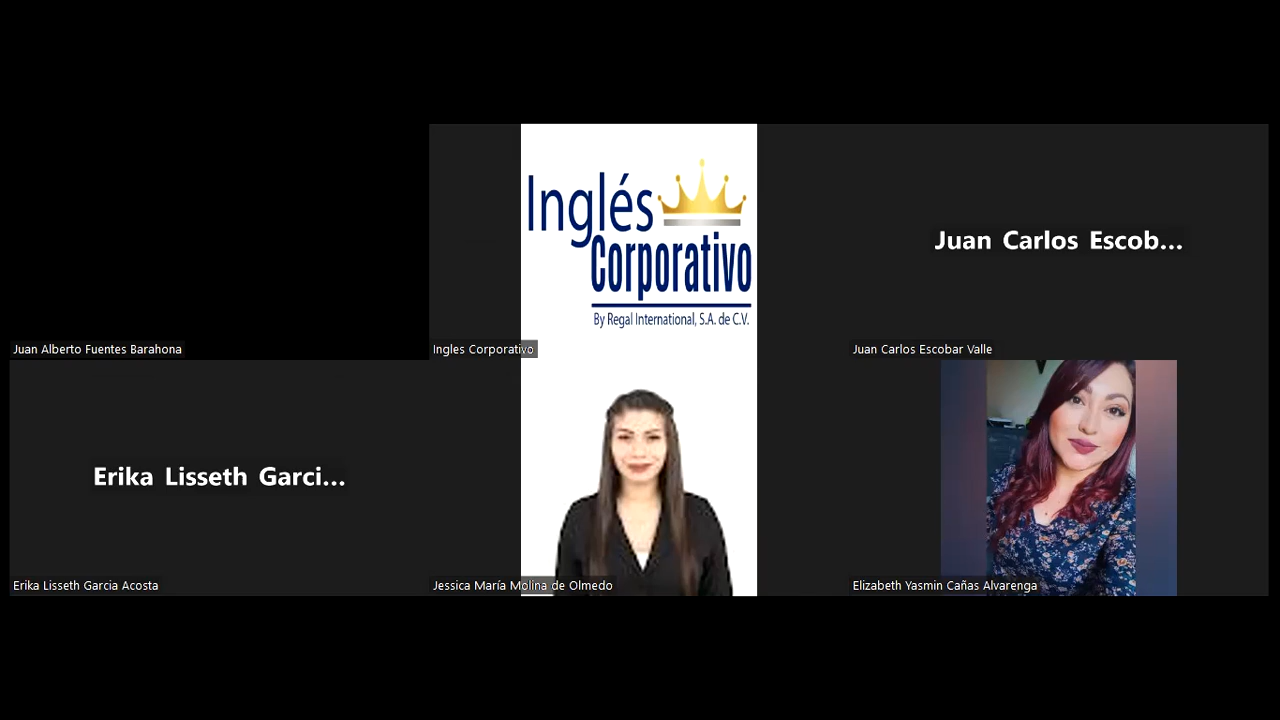 Inglés
Corporativo
By Regal International, S.A. de C.V.
Juan Carlos Escob...
Juan Alberto Fuentes Barahona
Ingles Corporativo
Juan Carlos Escobar Valle
Erika Lisseth Garci...
Erika Lisseth Garcia Acosta
Jessica María Molina de Olmedo
Elizabeth Yasmin Cañas Alvarenga